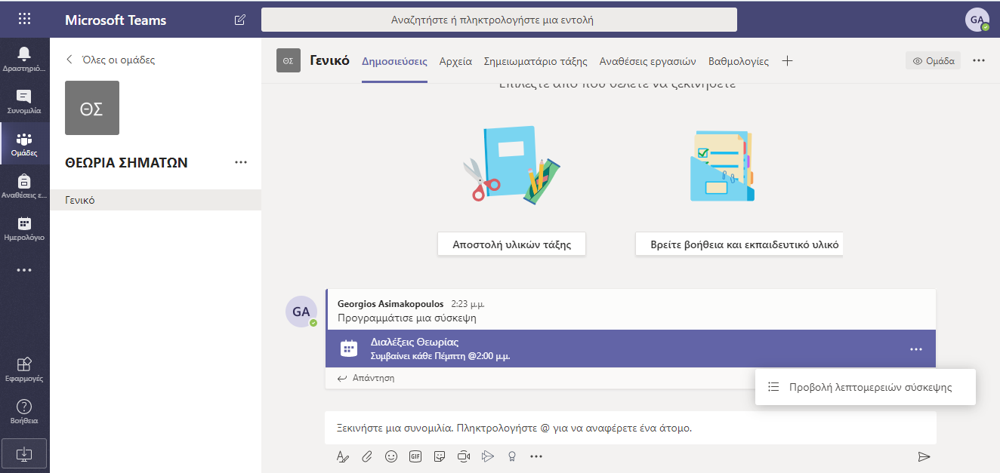 Microsoft Teams
Αναζητήστε ή πληκτρολογήστε μια εντολή
GA
Δραστηριό...
Συνομιλία
Ομάδες
Αναθέσεις ε...
Ημερολόγιο
Εφαρμογές
Βοήθεια
Όλες οι ομάδες
ΘΣ
ΘΕΩΡΙΑ ΣΗΜΑΤΩΝ
Γενικό
ΘΣ
Γενικό Δημοσιεύσεις Αρχεία Σημειωματάριο τάξης Αναθέσεις εργασιών Βαθμολογίες
Ομάδα
Επιλέξτε από πού θέλετε να ξεκινήσετε
Αποστολή υλικών τάξης
Βρείτε βοήθεια και εκπαιδευτικό υλικό
GA
Georgios Asimakopoulos 2:23 μ.μ.
Προγραμμάτισε μια σύσκεψη
Διαλέξεις Θεωρίας
Συμβαίνει κάθε Πέμπτη @2:00 μ.μ.
Απάντηση
Προβολή λεπτομερειών σύσκεψης
Ξεκινήστε μια συνομιλία. Πληκτρολογήστε @ για να αναφέρετε ένα άτομο.
GIF